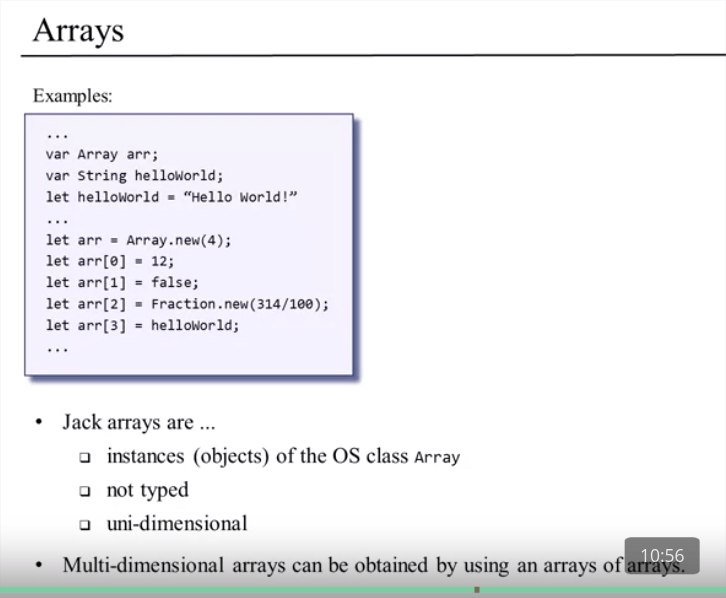 Arrays
Examples:
...
var Array arr;
var String helloWorld;
let helloWorld = “Hello World!”
...
let arr = Array.new(4);
let arr[0] = 12;
let arr[1] = false;
let arr[2] = Fraction.new(314/100);
let arr[3] = helloWorld;
...
• Jack arrays are ...
❑ instances (objects) of the OS class Array
❑ not typed
❑ uni-dimensional
• Multi-dimensional arrays can be obtained by using an arrays of arrays.
10:56